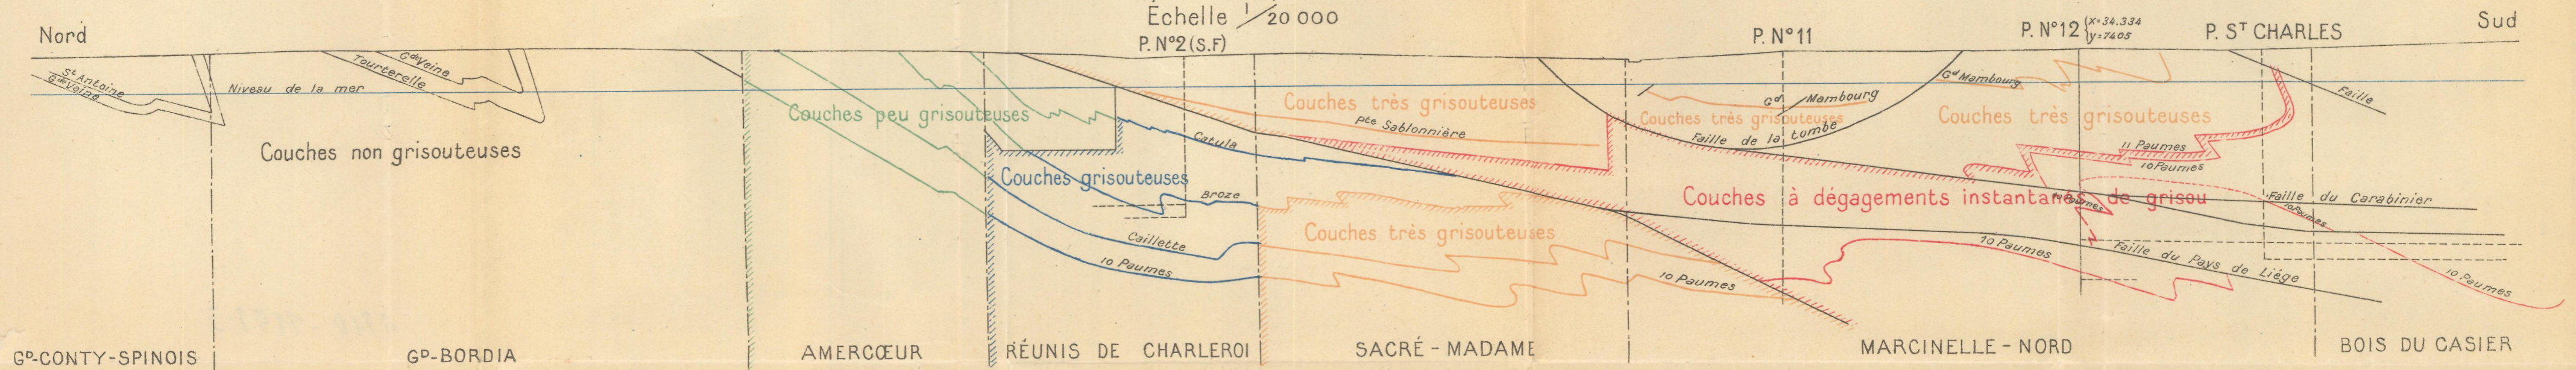 Échelle 1/20 000
Nord
P. N°2 (S.F)
P. N°11
P. N°12 { x=34.334
y=7405
P. Sᵀ CHARLES
Sud
Sᵗ Antoine
Gᵈᵉ Veine
Niveau de la mer
Tourterelle
Gᵈᵉ Veine
Couches non grisouteuses
Couches peu grisouteuses
Couches grisouteuses
Catula
Broze
Caillette
10 Paumes
Couches très grisouteuses
Pᵗᵉ Sablonnière
Couches très grisouteuses
10 Paumes
Gᵈ Mambourg
Couches très grisouteuses
Faille de la tombe
Gᵈ Mambourg
Couches très grisouteuses
Faille
11 Paumes
10 Paumes
Couches à dégagements instantanés de grisou
Faille du Carabinier
10 Paumes
10 Paumes
Faille du Pays de Liége
10 Paumes
Gᴰ-CONTY-SPINOIS
Gᴰ-BORDIA
AMERCŒUR
RÉUNIS DE CHARLEROI
SACRÉ-MADAME
MARCINELLE-NORD
BOIS DU CASIER